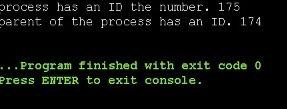 process has an ID the number. 175
parent of the process has an ID. 174
...Program finished with exit code 0
Press ENTER to exit console.